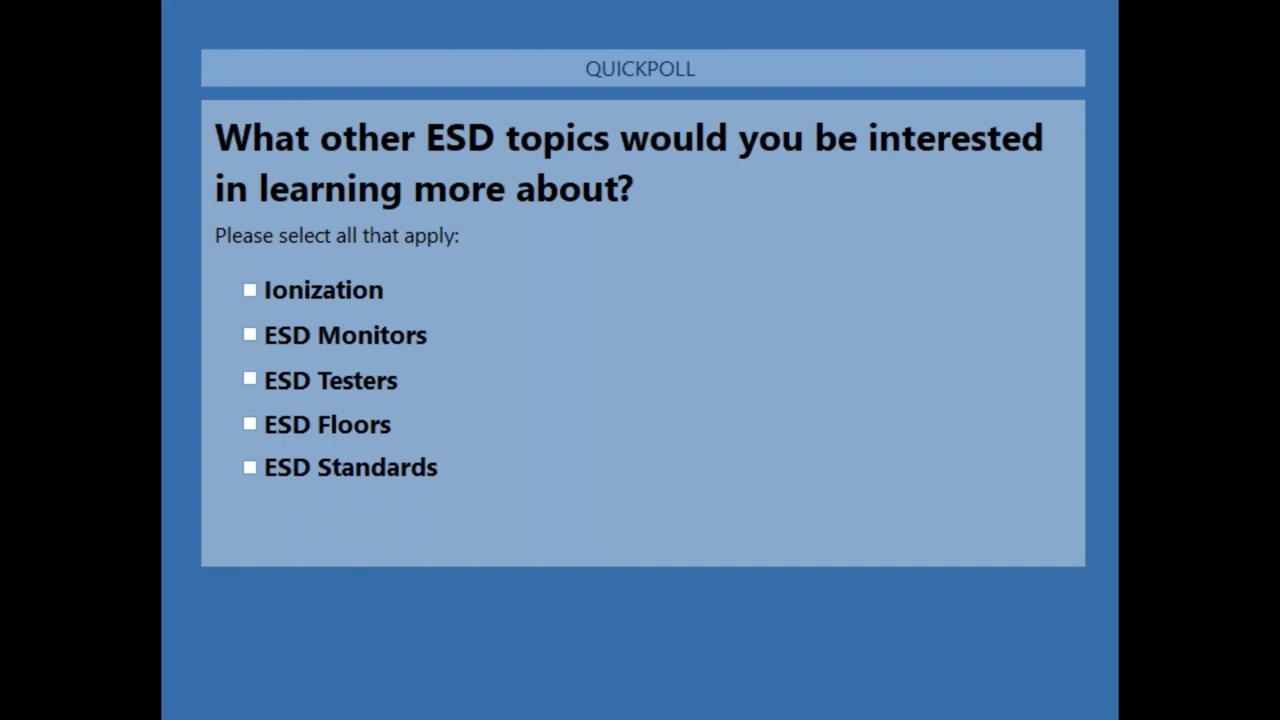 QUICKPOLL
What other ESD topics would you be interested
in learning more about?
Please select all that apply:
Ionization
ESD Monitors
ESD Testers
ESD Floors
ESD Standards